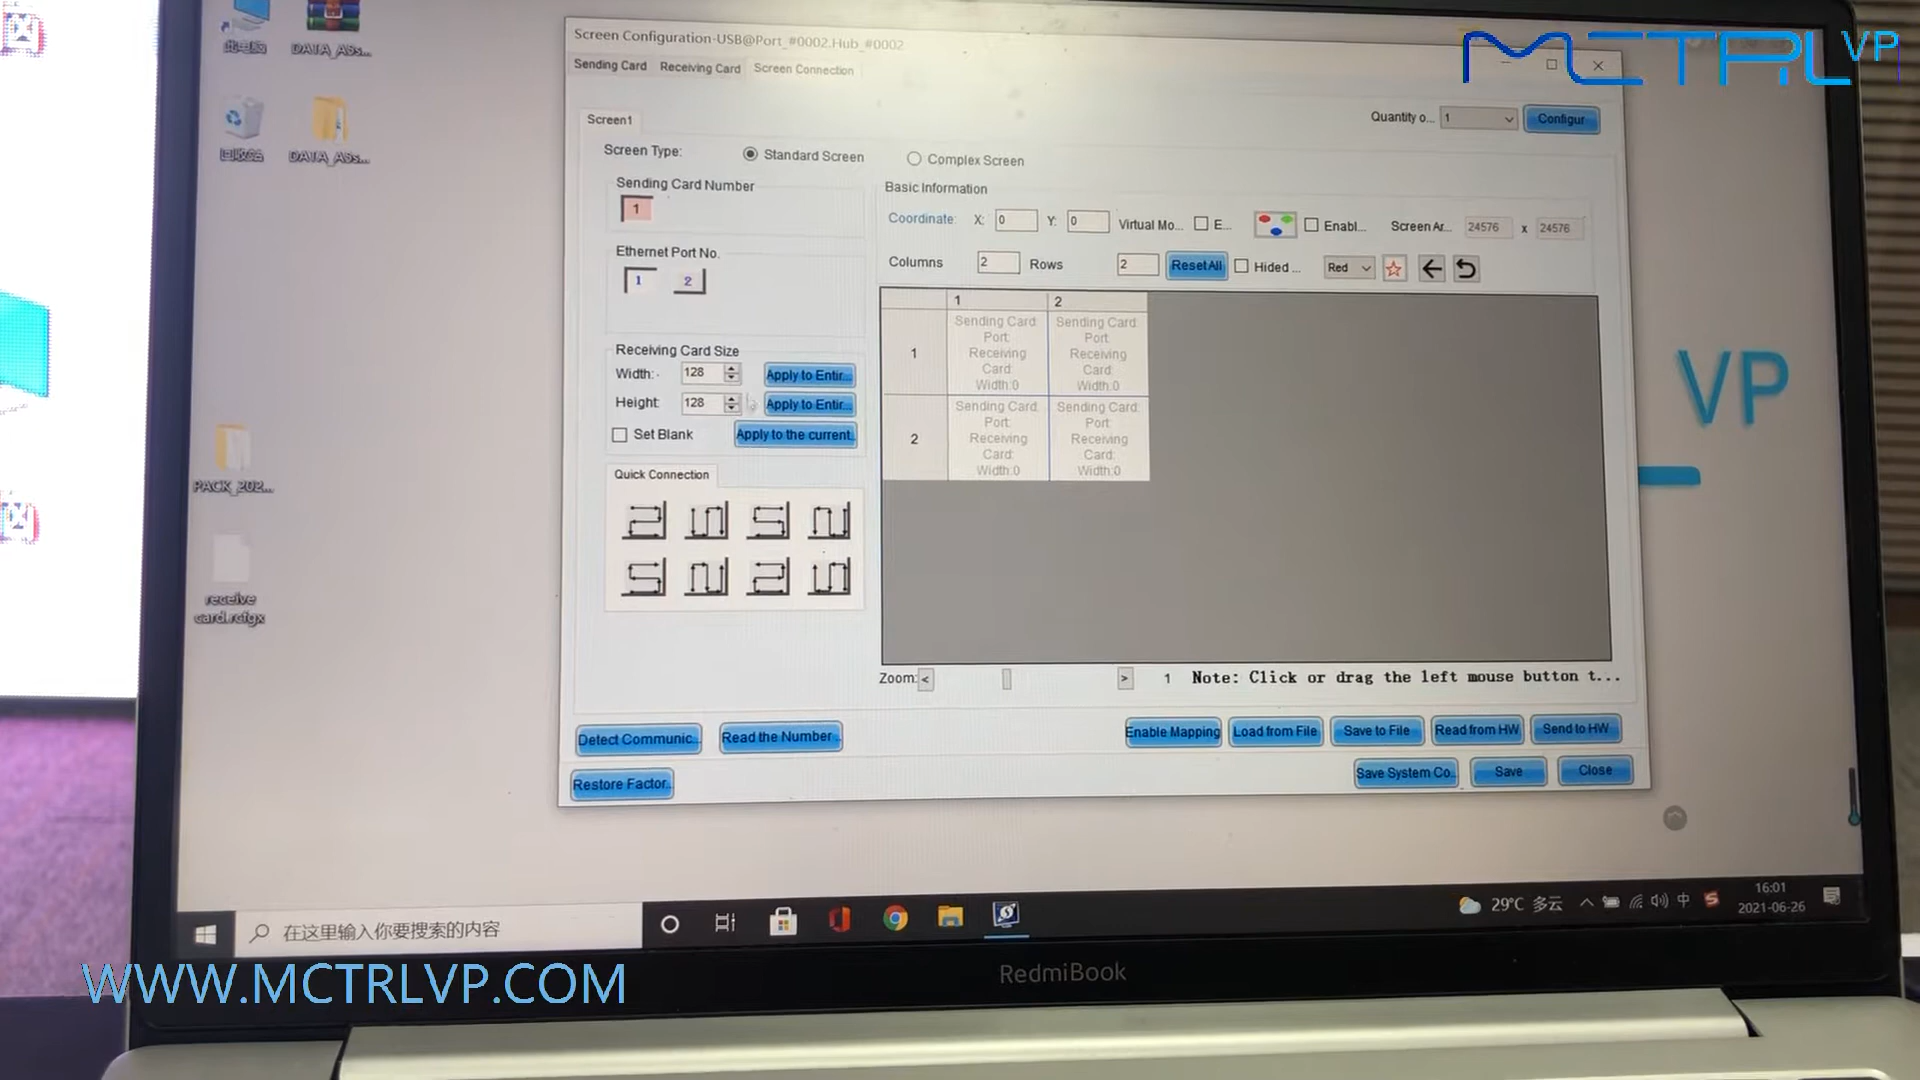 MCTRL VP
此电脑
DATA_A5s...
回收站
DATA_A5s...
PACK_202...
receive
card.rcfgx
Screen Configuration-USB@Port_#0002.Hub_#0002
Sending Card Receiving Card Screen Connection
Quantity o... 1 Configur
Screen1
Screen Type: Standard Screen Complex Screen
Sending Card Number
1
Ethernet Port No.
1 2
Receiving Card Size
Width: 128 Apply to Entir...
Height: 128 Apply to Entir...
Set Blank Apply to the current.
Quick Connection
Basic Information
Coordinate: X: 0 Y: 0 Virtual Mo... E... Enabl... Screen Ar... 24576 x 24576
Columns 2 Rows 2 Reset All Hided ... Red
1 2
1
Sending Card:
Port:
Receiving
Card:
Width:0
Sending Card:
Port:
Receiving
Card:
Width:0
2
Sending Card:
Port:
Receiving
Card:
Width:0
Sending Card:
Port:
Receiving
Card:
Width:0
Zoom: < > 1 Note: Click or drag the left mouse button t...
Detect Communic... Read the Number... Enable Mapping Load from File Save to File Read from HW Send to HW
Restore Factor... Save System Co.. Save Close
VP
在这里输入你要搜索的内容
29°C 多云 中
16:01
2021-06-26
RedmiBook
WWW.MCTRLVP.COM